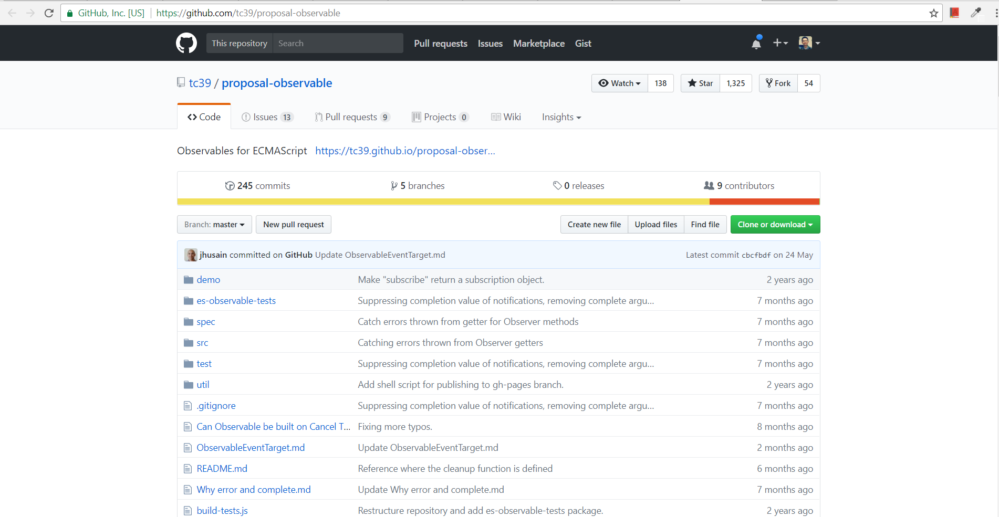 GitHub, Inc. [US] https://github.com/tc39/proposal-observable
This repository Search Pull requests Issues Marketplace Gist
tc39 / proposal-observable Watch 138 Star 1,325 Fork 54
Code Issues 13 Pull requests 9 Projects 0 Wiki Insights
Observables for ECMAScript https://tc39.github.io/proposal-obser...
245 commits 5 branches 0 releases 9 contributors
Branch: master New pull request Create new file Upload files Find file Clone or download
jhusain committed on GitHub Update ObservableEventTarget.md Latest commit cbcfbdf on 24 May
demo Make "subscribe" return a subscription object. 2 years ago
es-observable-tests Suppressing completion value of notifications, removing complete argu... 7 months ago
spec Catch errors thrown from getter for Observer methods 7 months ago
src Catching errors thrown from Observer getters 7 months ago
test Suppressing completion value of notifications, removing complete argu... 7 months ago
util Add shell script for publishing to gh-pages branch. 2 years ago
.gitignore Suppressing completion value of notifications, removing complete argu... 7 months ago
Can Observable be built on Cancel T... Fixing more typos. 8 months ago
ObservableEventTarget.md Update ObservableEventTarget.md 2 months ago
README.md Reference where the cleanup function is defined 6 months ago
Why error and complete.md Update Why error and complete.md 7 months ago
build-tests.js Restructure repository and add es-observable-tests package. 2 years ago